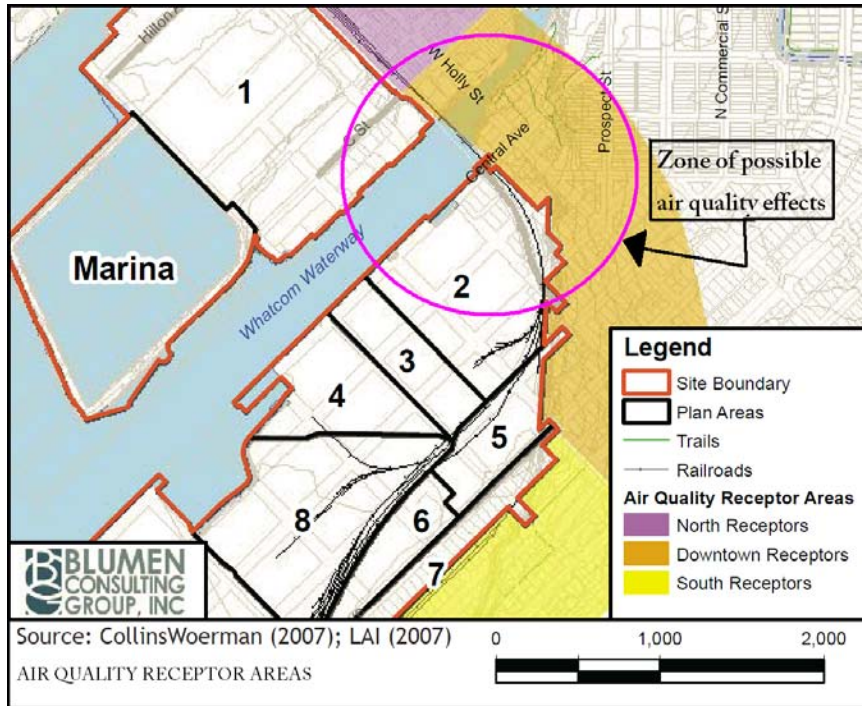 Hilton
W Holly St
Prospect St
N Commercial S
1
C St
Central Ave
Zone of possible
air quality effects
Marina
Whatcom Waterway
2
3
4
5
8
6
7
Legend
Site Boundary
Plan Areas
Trails
Railroads
Air Quality Receptor Areas
North Receptors
Downtown Receptors
South Receptors
BLUMEN
CONSULTING
GROUP, INC
Source: CollinsWoerman (2007); LAI (2007)
AIR QUALITY RECEPTOR AREAS
0 1,000 2,000